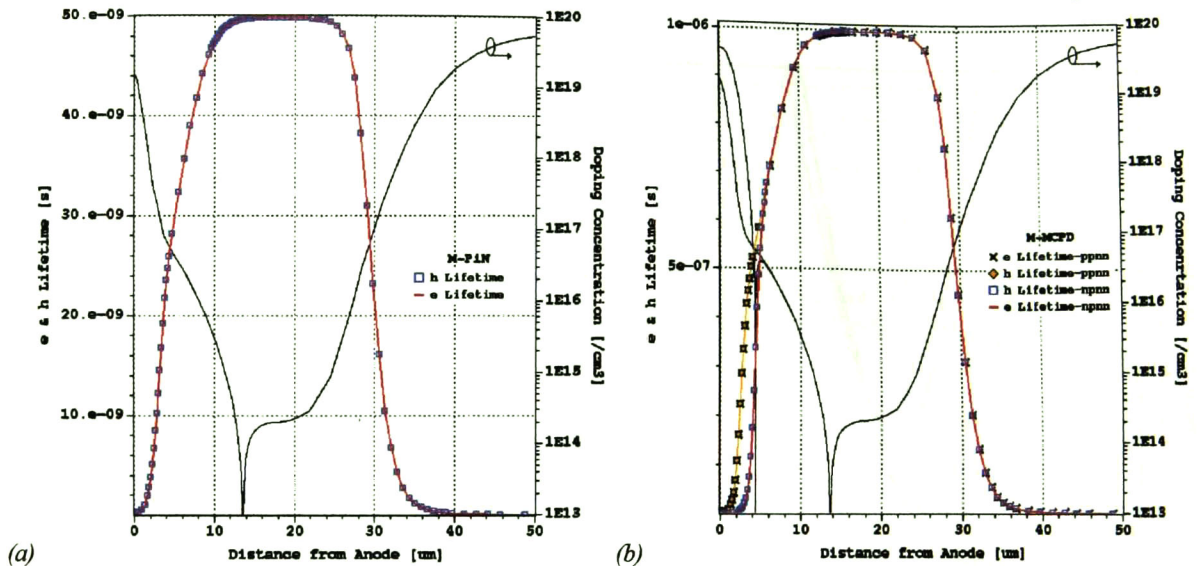 50.e-09
40.e-09
30.e-09
20.e-09
10.e-09
e & h Lifetime [s]
1E20
1E19
1E18
1E17
1E16
1E15
1E14
1E13
Doping Concentration [/cm3]
M-PiN
h Lifetime
e Lifetime
0 10 20 30 40 50
Distance from Anode [um]
(a)
1e-06
5e-07
e & h Lifetime [s]
1E20
1E19
1E18
1E17
1E16
1E15
1E14
1E13
Doping Conscentartation [/cm3]
M-MCPD
e Lifetime-ppnn
h Lifetime-ppnn
h Lifetime-npnn
e Lifetime-npnn
0 10 20 30 40 50
Distance from Anode [um]
(b)